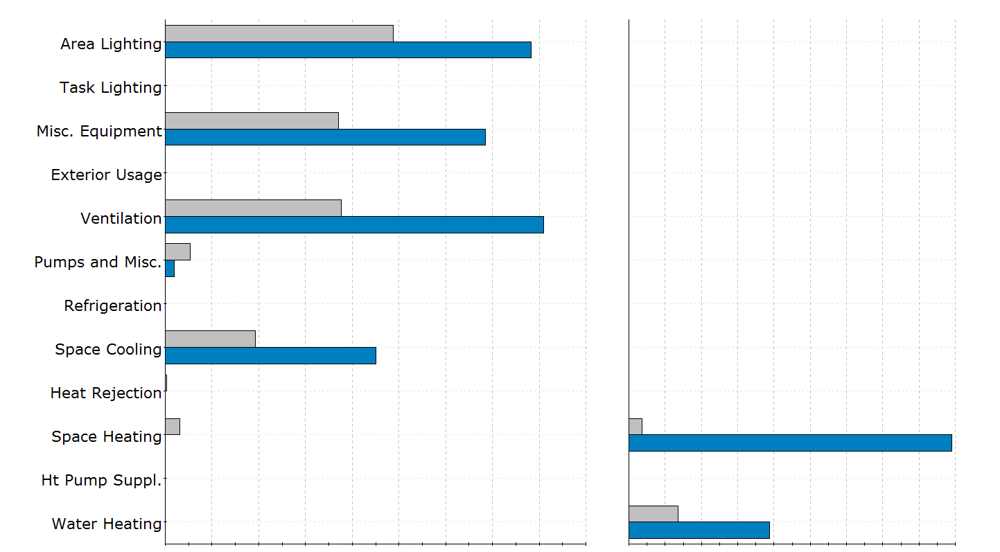 Area Lighting
Task Lighting
Misc. Equipment
Exterior Usage
Ventilation
Pumps and Misc.
Refrigeration
Space Cooling
Heat Rejection
Space Heating
Ht Pump Suppl.
Water Heating